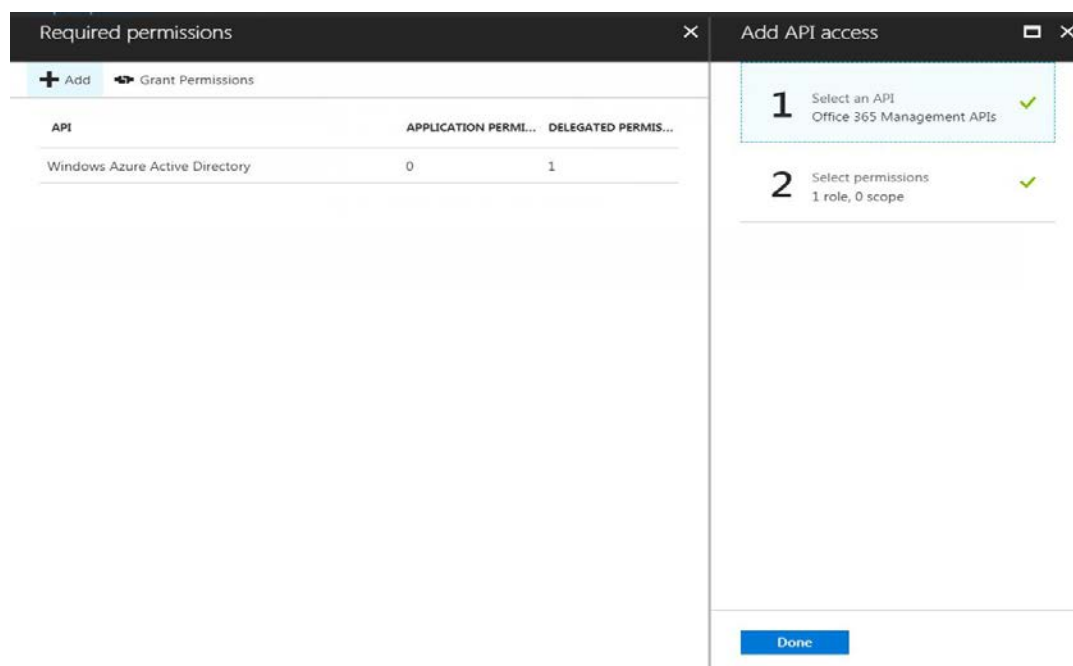 Required permissions
Add Grant Permissions
API APPLICATION PERMI... DELEGATED PERMIS...
Windows Azure Active Directory 0 1
Add API access
1 Select an API
Office 365 Management APIs
2 Select permissions
1 role, 0 scope
Done